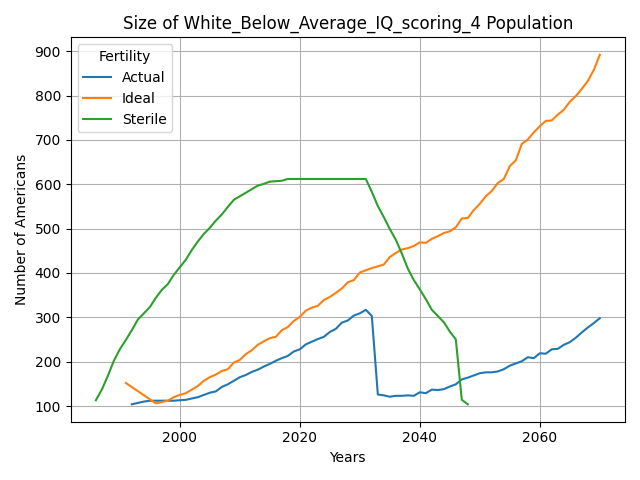 Size of White_Below_Average_IQ_scoring_4 Population
Fertility
Actual
Ideal
Sterile
Number of Americans
900
800
700
600
500
400
300
200
100
2000
2020
2040
2060
Years